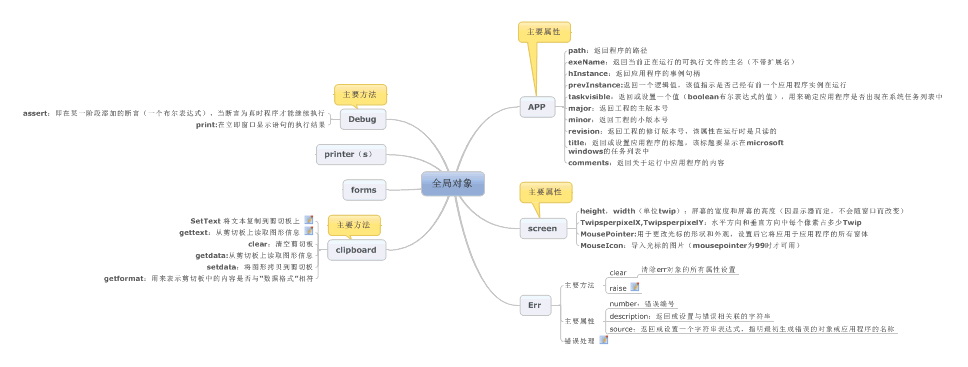 全局对象
主要方法
Debug
assert：即在某一阶段添加的断言（一个布尔表达式），当断言为真时程序才能继续执行
print:在立即窗口显示语句的执行结果
printer（s）
forms
主要方法
clipboard
SetText 将文本复制到剪切板上
gettext：从剪切板上读取图形信息
clear：清空剪切板
getdata:从剪切板上读取图形信息
setdata：将图形拷贝到剪切板
getformat：用来表示剪切板中的内容是否与"数据格式"相符
主要属性
APP
path：返回程序的路径
exeName：返回当前正在运行的可执行文件的主名（不带扩展名）
hInstance：返回应用程序的事例句柄
prevInstance:返回一个逻辑值，该值指示是否已经有前一个应用程序实例在运行
taskvisible，返回或设置一个值（boolean布尔表达式的值），用来确定应用程序是否出现在系统任务列表中
major：返回工程的主版本号
minor，返回工程的小版本号
revision：返回工程的修订版本号，该属性在运行时是只读的
title，返回或设置应用程序的标题，该标题要显示在microsoft
windows的任务列表中
comments，返回关于运行中应用程序的内容
主要属性
screen
height，width（单位twip）：屏幕的宽度和屏幕的高度（因显示器而定，不会随窗口而改变）
TwipsperpixelX,TwipsperpixelY：水平方向和垂直方向中每个像素占多少Twip
MousePointer:用于更改光标的形状和外观，设置后它将应用于应用程序的所有窗体
MouseIcon：导入光标的图片（mousepointer为99时才可用）
Err
主要方法
clear
清除err对象的所有属性设置
raise
主要属性
number：错误编号
description：返回或设置与错误相关联的字符串
source：返回或设置一个字符串表达式，指明最初生成错误的对象或应用程序的名称
错误处理